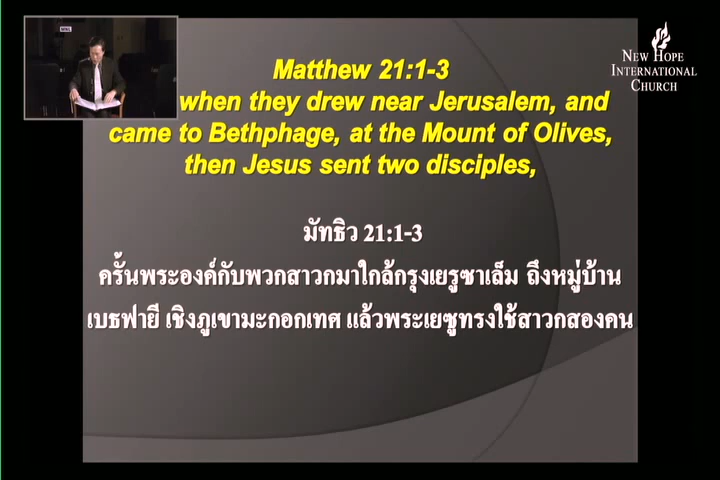 Matthew 21:1-3
when they drew near Jerusalem, and
came to Bethphage, at the Mount of Olives,
then Jesus sent two disciples,
มัทธิว 21:1-3
ครั้นพระองค์กับพวกสาวกมาใกล้กรุงเยรูซาเล็ม ถึงหมู่บ้าน
เบธฟายี เชิงภูเขามะกอกเทศ แล้วพระเยซูทรงใช้สาวกสองคน
NEW HOPE
INTERNATIONAL
CHURCH